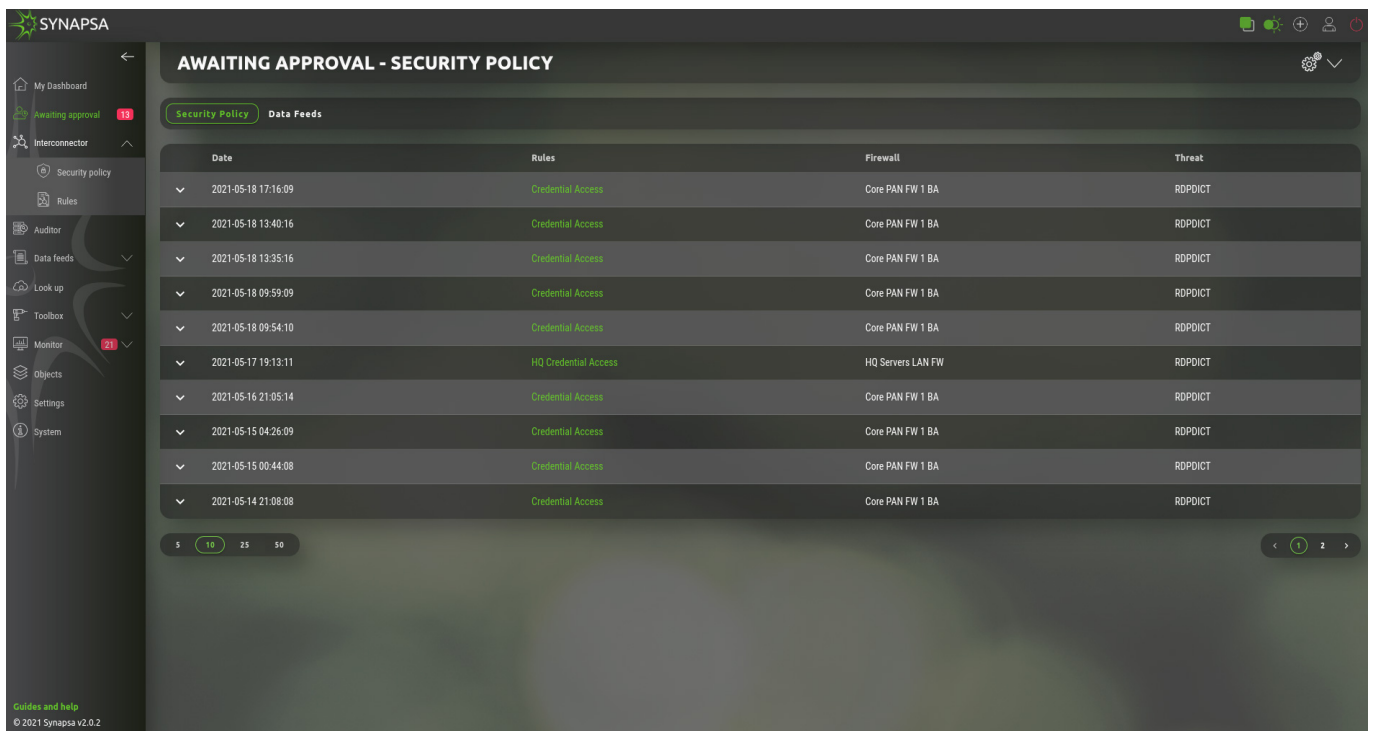 SYNAPSA
AWAITING APPROVAL - SECURITY POLICY
My Dashboard
Awaiting approval 13
Interconnector
Security policy
Rules
Auditor
Data feeds
Look up
Toolbox
Monitor 21
Objects
Settings
System
Guides and help
© 2021 Synapsa v2.0.2
Security Policy Data Feeds
Date Rules Firewall Threat
2021-05-18 17:16:09 Credential Access Core PAN FW 1 BA RDPDICT
2021-05-18 13:40:16 Credential Access Core PAN FW 1 BA RDPDICT
2021-05-18 13:35:16 Credential Access Core PAN FW 1 BA RDPDICT
2021-05-18 09:59:09 Credential Access Core PAN FW 1 BA RDPDICT
2021-05-18 09:54:10 Credential Access Core PAN FW 1 BA RDPDICT
2021-05-17 19:13:11 HQ Credential Access HQ Servers LAN FW RDPDICT
2021-05-16 21:05:14 Credential Access Core PAN FW 1 BA RDPDICT
2021-05-15 04:26:09 Credential Access Core PAN FW 1 BA RDPDICT
2021-05-15 00:44:08 Credential Access Core PAN FW 1 BA RDPDICT
2021-05-14 21:08:08 Credential Access Core PAN FW 1 BA RDPDICT
5 10 25 50
< 1 2 >